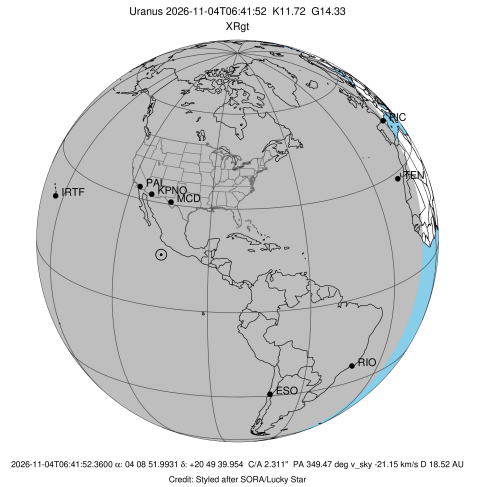 Uranus 2026-11-04T06:41:52 K11.72 G14.33
XRgt
PIC
TEN
IRTF
PAL
KPNO
MCD
RIO
ESO
2026-11-04T06:41:52.3600 α: 04 08 51.9931 δ: +20 49 39.954 C/A 2.311" PA 349.47 deg v_sky -21.15 km/s D 18.52 AU
Credit: Styled after SORA/Lucky Star